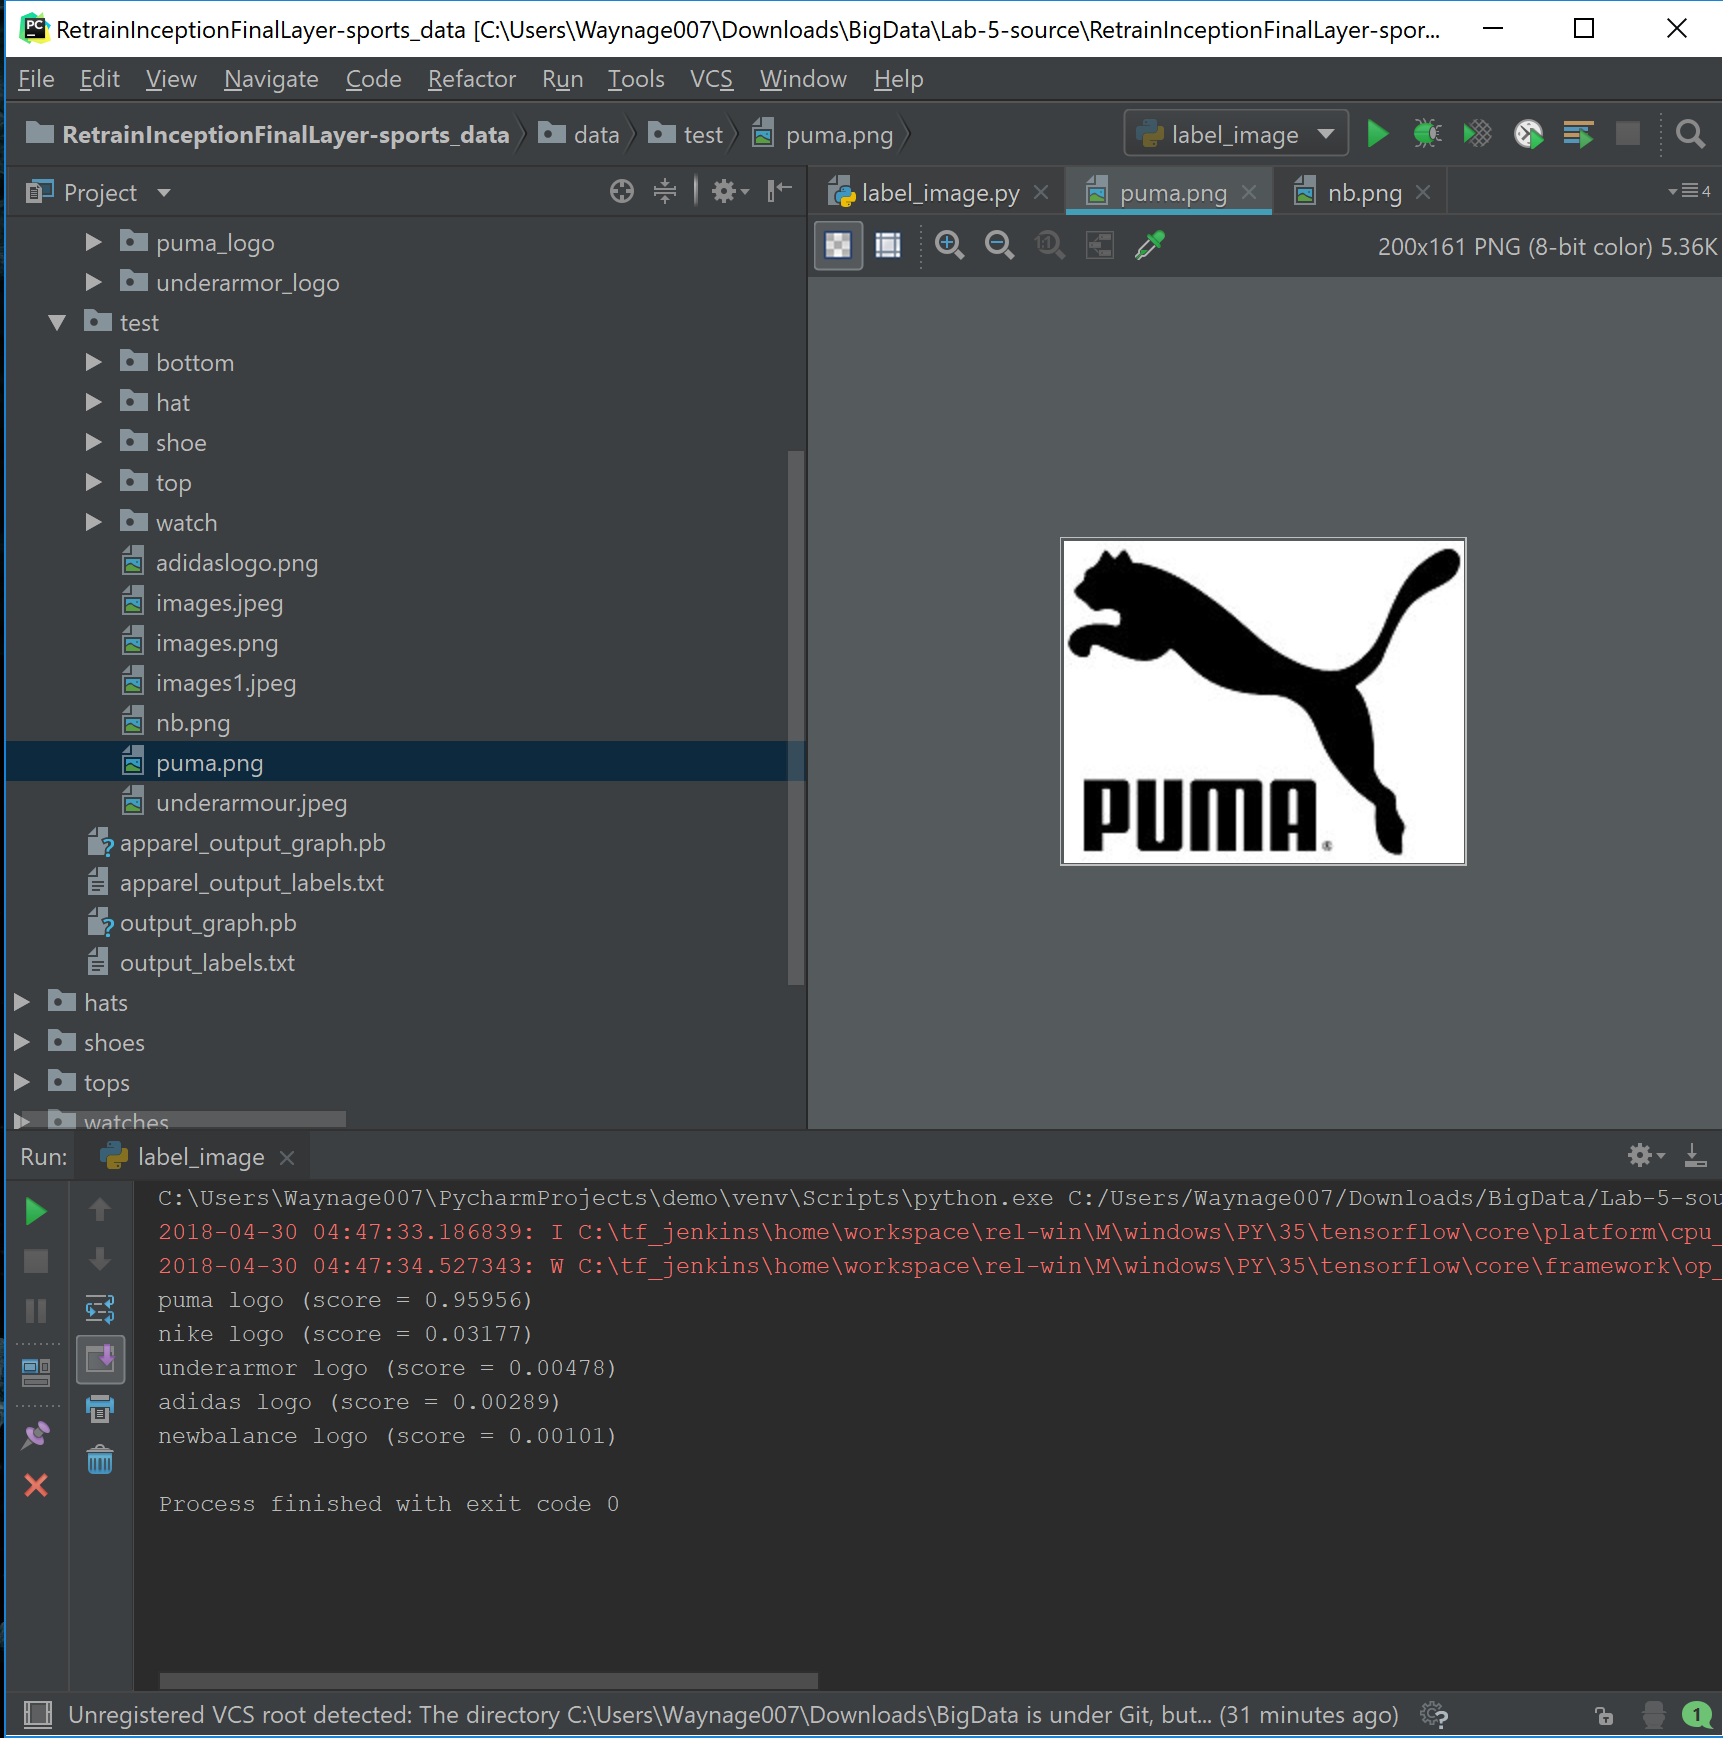 PC RetrainInceptionFinalLayer-sports_data [C:\Users\Waynage007\Downloads\BigData\Lab-5-source\RetrainInceptionFinalLayer-spor...
File Edit View Navigate Code Refactor Run Tools VCS Window Help
RetrainInceptionFinalLayer-sports_data data test puma.png label_image
Project
label_image.py puma.png nb.png 4
1:1 200x161 PNG (8-bit color) 5.36K
puma_logo
underarmor_logo
test
bottom
hat
shoe
top
watch
adidaslogo.png
images.jpeg
images.png
images1.jpeg
nb.png
puma.png
underarmour.jpeg
apparel_output_graph.pb
apparel_output_labels.txt
output_graph.pb
output_labels.txt
hats
shoes
tops
watches
PUMA®
Run: label_image
C:\Users\Waynage007\PycharmProjects\demo\venv\Scripts\python.exe C:/Users/Waynage007/Downloads/BigData/Lab-5-sou
2018-04-30 04:47:33.186839: I C:\tf_jenkins\home\workspace\rel-win\M\windows\PY\35\tensorflow\core\platform\cpu_
2018-04-30 04:47:34.527343: W C:\tf_jenkins\home\workspace\rel-win\M\windows\PY\35\tensorflow\core\framework\op_
puma logo (score = 0.95956)
nike logo (score = 0.03177)
underarmor logo (score = 0.00478)
adidas logo (score = 0.00289)
newbalance logo (score = 0.00101)
Process finished with exit code 0
Unregistered VCS root detected: The directory C:\Users\Waynage007\Downloads\BigData is under Git, but... (31 minutes ago) 1